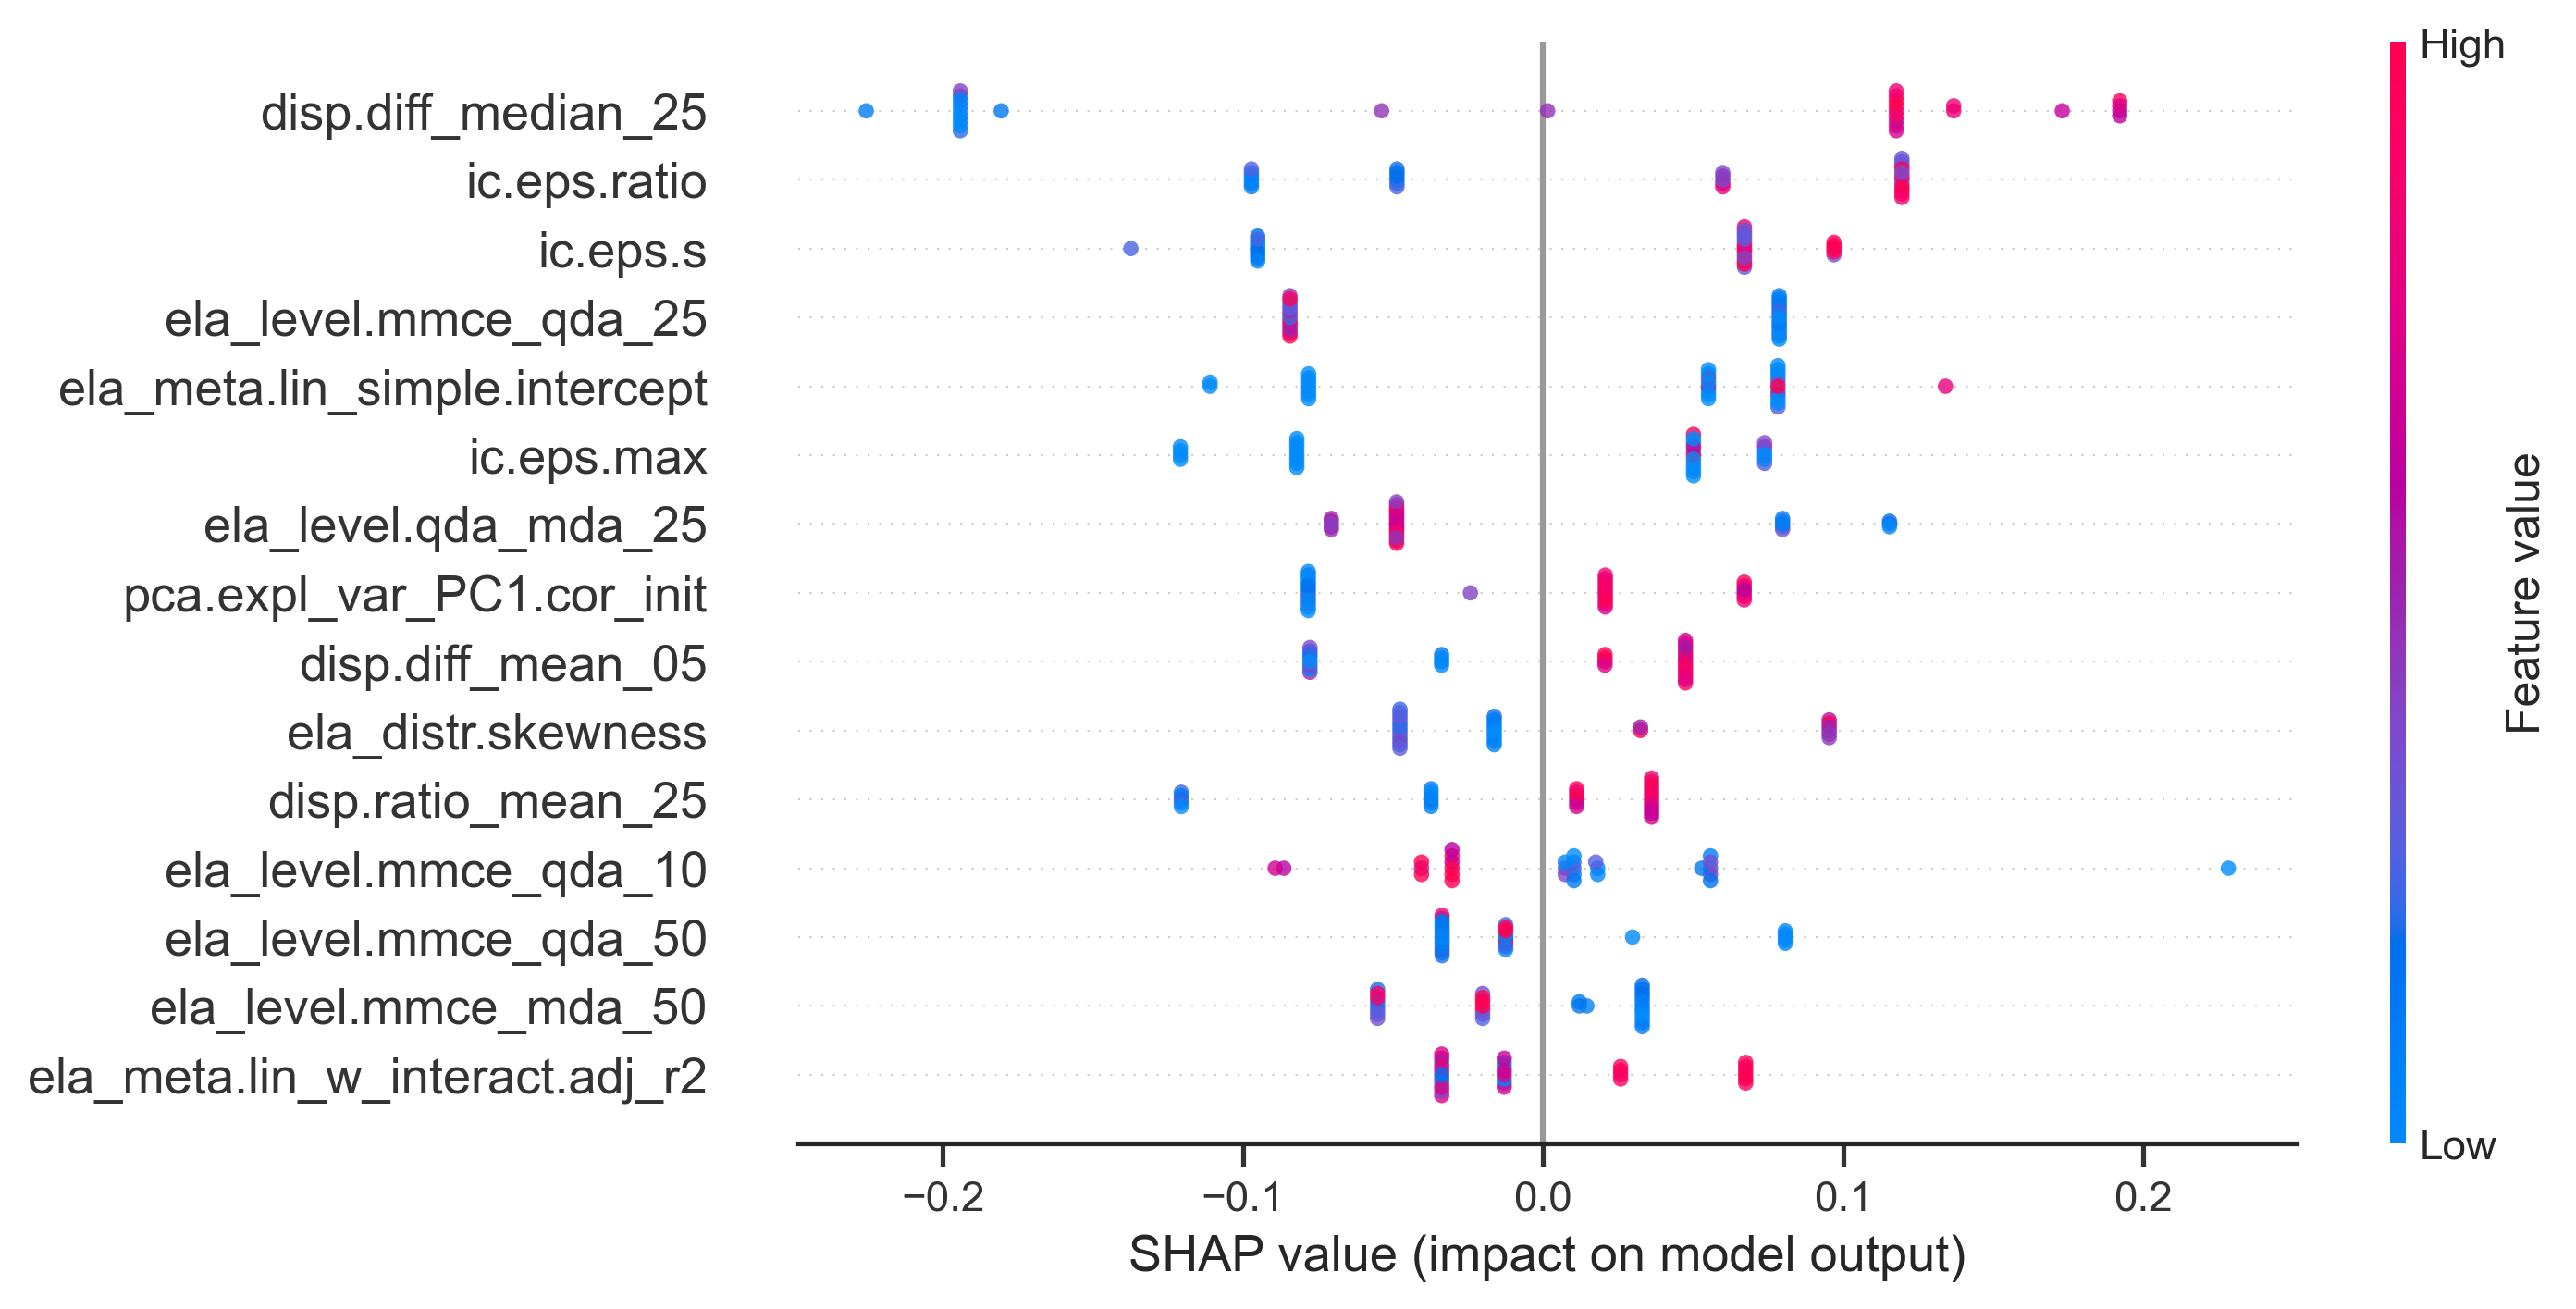 High
disp.diff_median_25
ic.eps.ratio
ic.eps.s
ela_level.mmce_qda_25
ela_meta.lin_simple.intercept
ic.eps.max
ela_level.qda_mda_25
pca.expl_var_PC1.cor_init
disp.diff_mean_05
ela_distr.skewness
disp.ratio_mean_25
ela_level.mmce_qda_10
ela_level.mmce_qda_50
ela_level.mmce_mda_50
ela_meta.lin_w_interact.adj_r2
Feature value
Low
−0.2 −0.1 0.0 0.1 0.2
SHAP value (impact on model output)